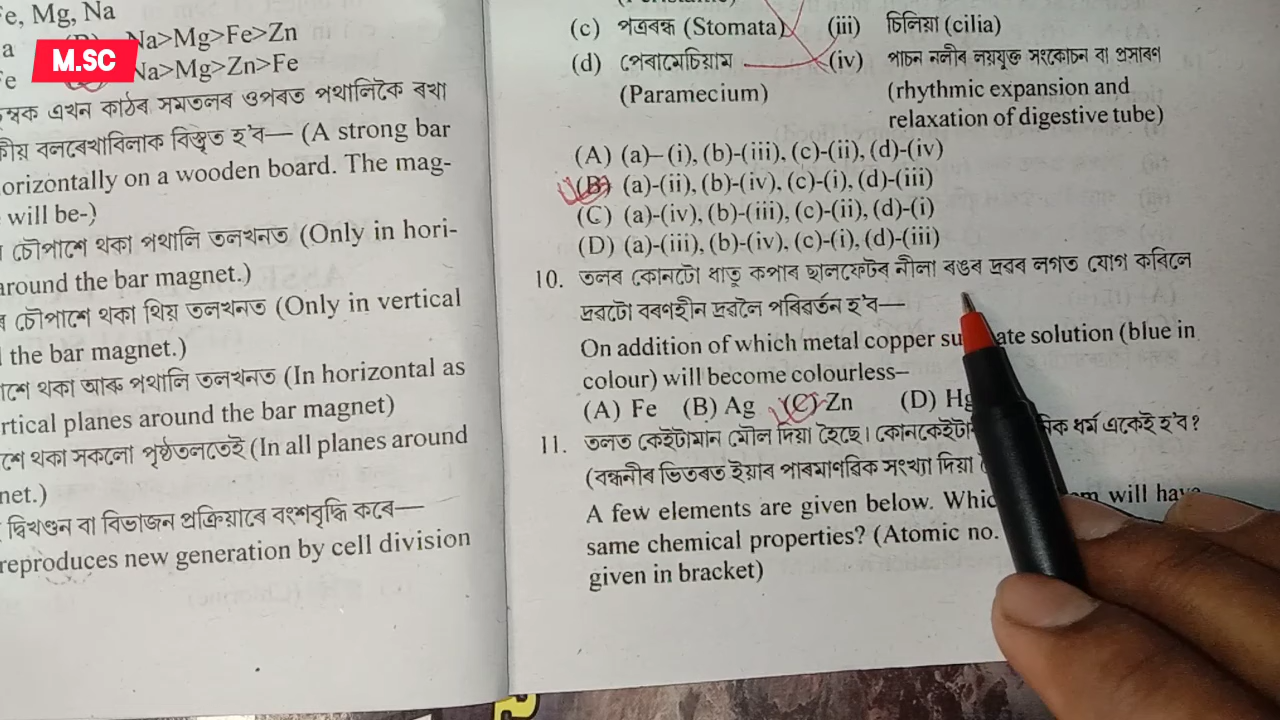 e, Mg, Na
Na>Mg>Fe>Zn
Na>Mg>Zn>Fe
M.SC
এখন কাঠৰ সমতলৰ ওপৰত পথালিকৈ ৰখা
বলৰেখাবিলাক বিস্তৃত হ'ব— (A strong bar
orizontally on a wooden board. The mag-
will be-)
চৌপাশে থকা পথালি তলখনত (Only in hori-
around the bar magnet.)
চৌপাশে থকা থিয় তলখনত (Only in vertical
the bar magnet.)
থকা আৰু পথালি তলখনত (In horizontal as
rtical planes around the bar magnet)
থকা সকলো পৃষ্ঠতলতেই (In all planes around
net.)
দ্বিখণ্ডন বা বিভাজন প্ৰক্ৰিয়াৰে বংশবৃদ্ধি কৰে—
reproduces new generation by cell division
(c) পত্ৰৰন্ধ্ৰ (Stomata) (iii) চিলিয়া (cilia)
(d) পেৰামেচিয়াম (iv) পাচন নলীৰ লয়যুক্ত সংকোচন বা প্ৰসাৰণ
(Paramecium) (rhythmic expansion and
relaxation of digestive tube)
(A) (a)–(i), (b)-(iii), (c)-(ii), (d)-(iv)
(B) (a)-(ii), (b)-(iv), (c)-(i), (d)-(iii)
(C) (a)-(iv), (b)-(iii), (c)-(ii), (d)-(i)
(D) (a)-(iii), (b)-(iv), (c)-(i), (d)-(iii)
10. তলৰ কোনটো ধাতু কপাৰ ছালফেটৰ নীলা ৰঙৰ দ্ৰৱৰ লগত যোগ কৰিলে
দ্ৰৱটো বৰণহীন দ্ৰৱলৈ পৰিৱৰ্তন হ'ব—
On addition of which metal copper su ate solution (blue in
colour) will become colourless–
(A) Fe (B) Ag (C) Zn (D) Hg
11. তলত কেইটামান মৌল দিয়া হৈছে। ধৰ্ম একেই হ'ব?
(বন্ধনীৰ ভিতৰত ইয়াৰ পাৰমাণৱিক সংখ্যা দিয়া
A few elements are given below. Whic m will have
same chemical properties? (Atomic no.
given in bracket)